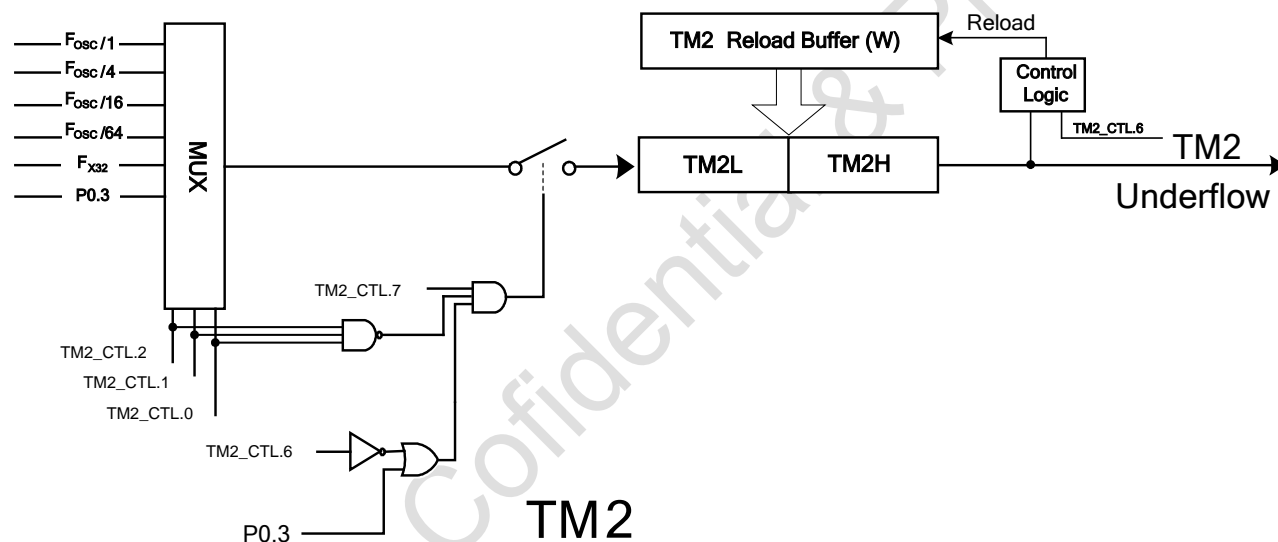 Fosc/1
Fosc/4
Fosc/16
Fosc/64
FX32
P0.3
MUX
TM2 Reload Buffer (W)
Reload
Control
Logic
TM2_CTL.6
TM2L
TM2H
TM2
Underflow
TM2_CTL.7
TM2_CTL.2
TM2_CTL.1
TM2_CTL.0
TM2_CTL.6
P0.3
TM2
Cofidential & P